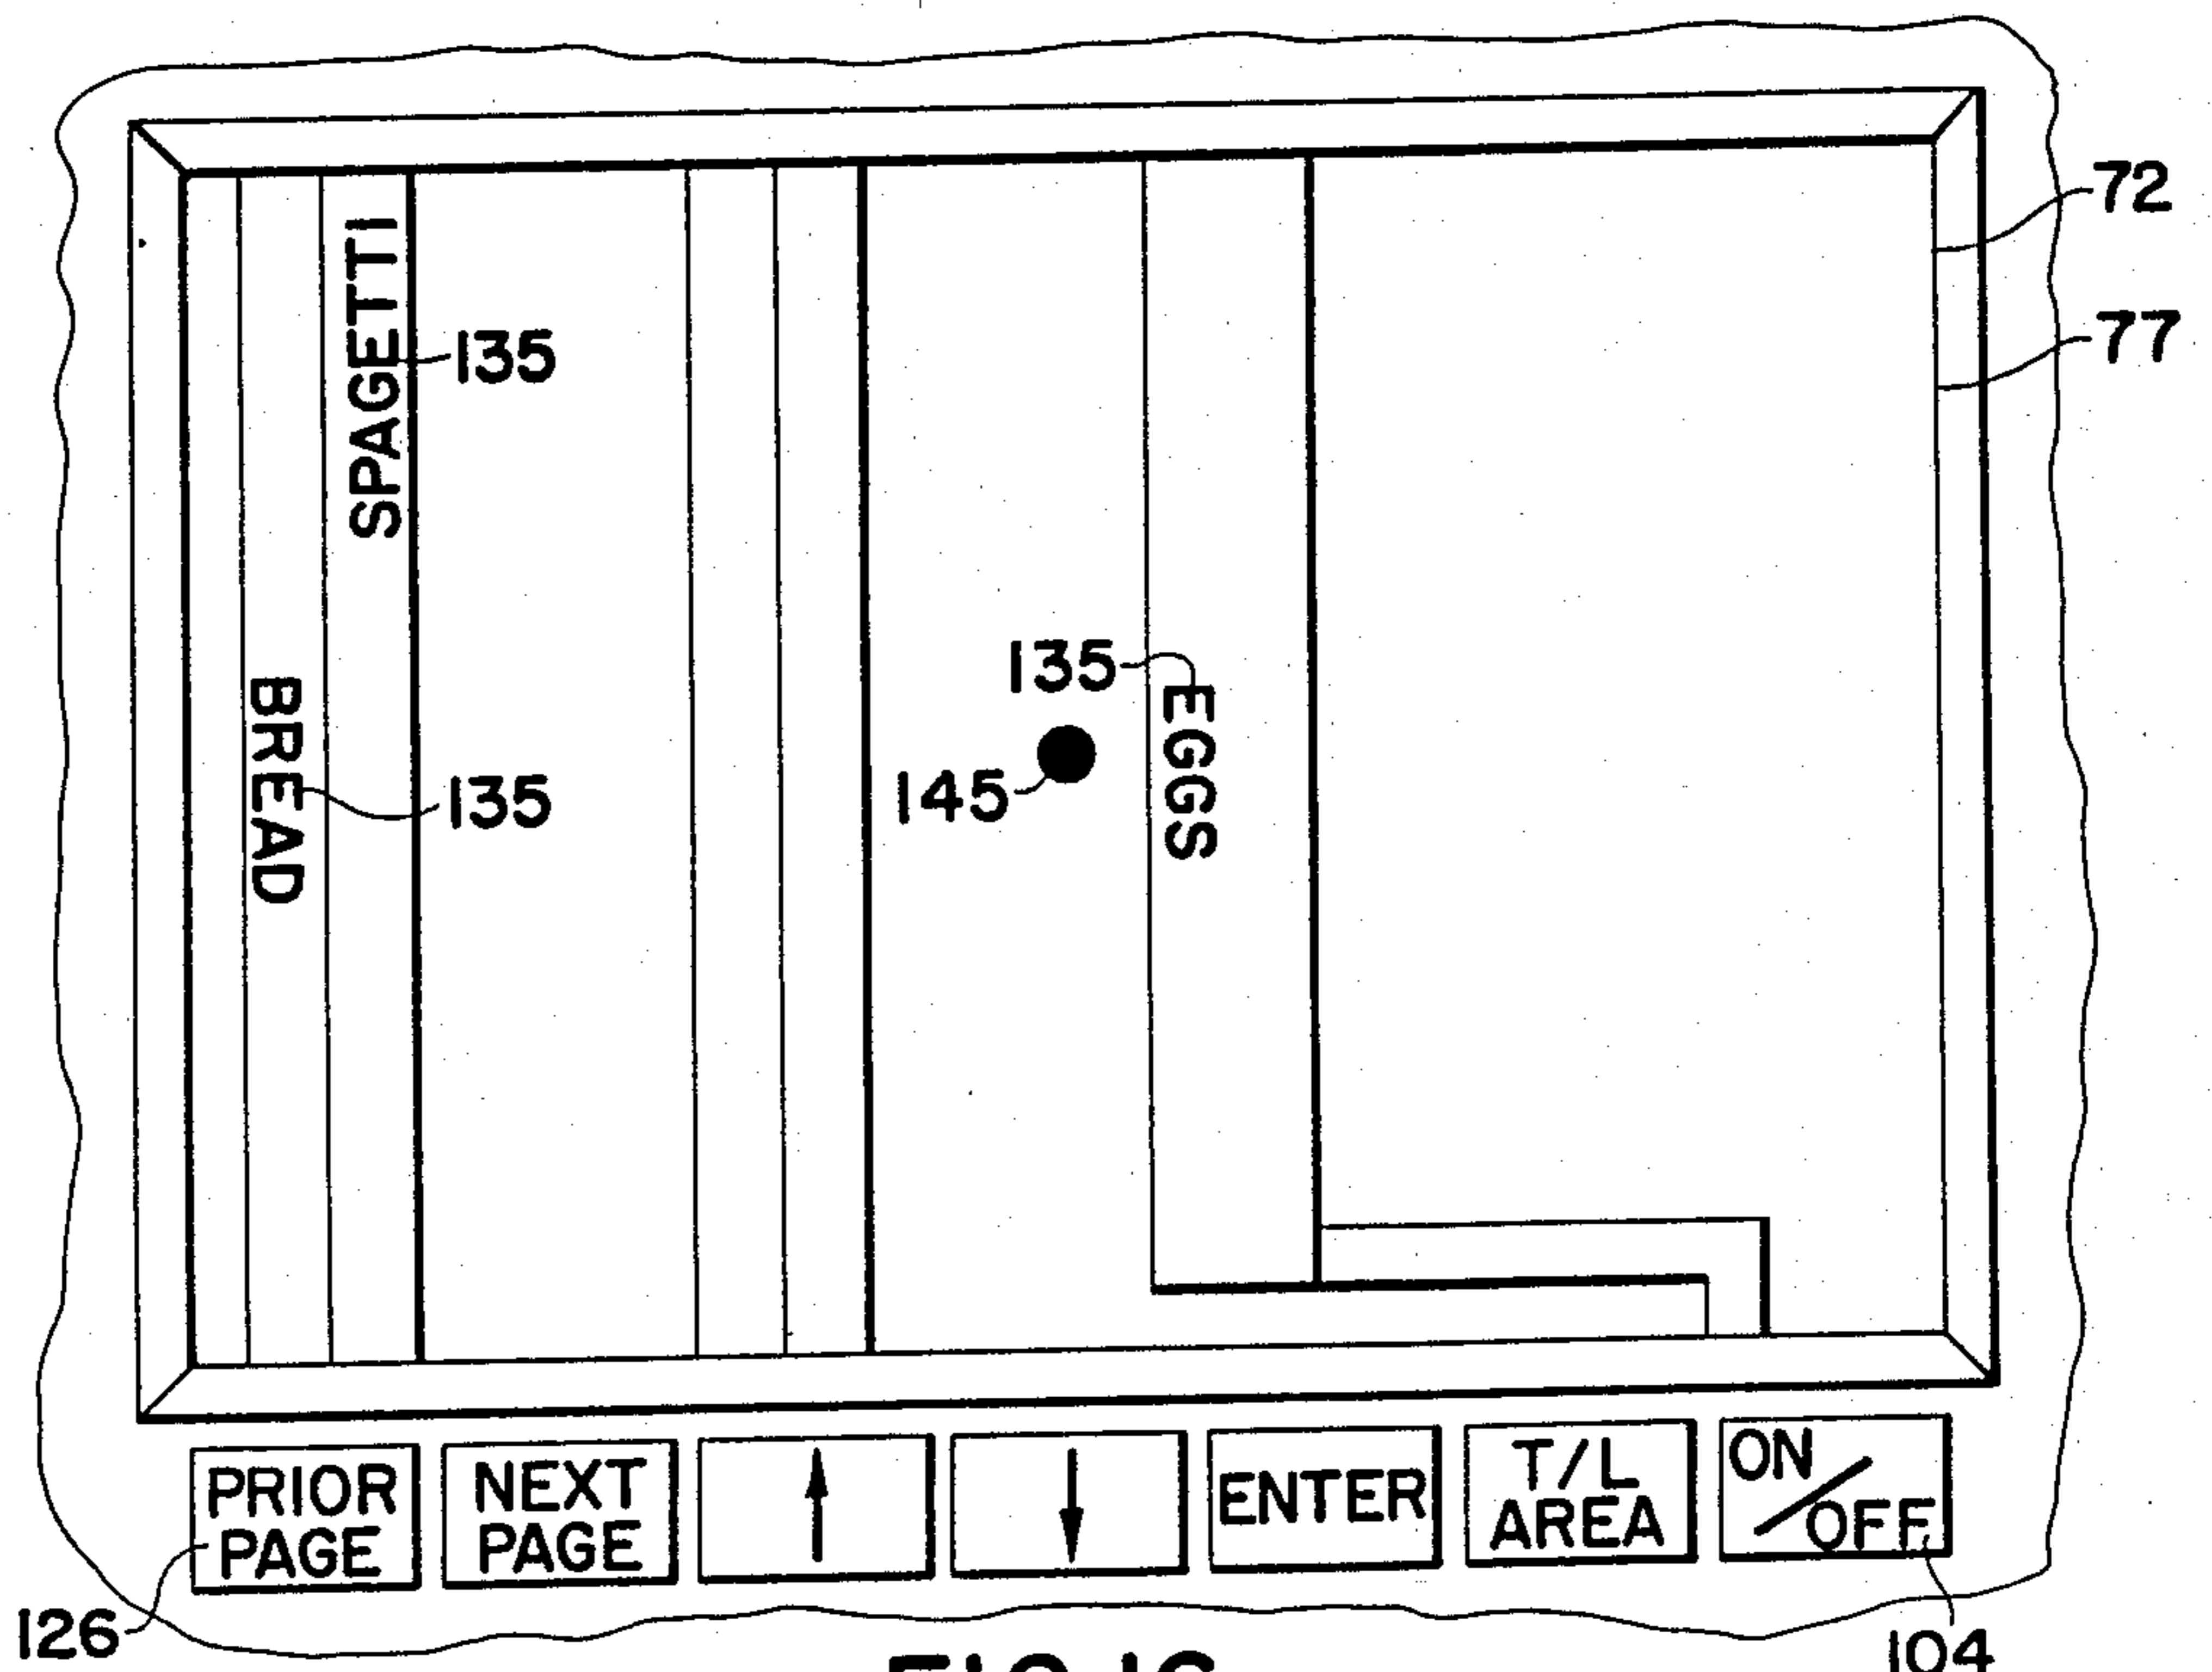 72
77
SPAGETTI
135
135
EGGS
145
BREAD
135
PRIOR
PAGE
NEXT
PAGE
ENTER
T/L
AREA
ON
/OFF
126
104